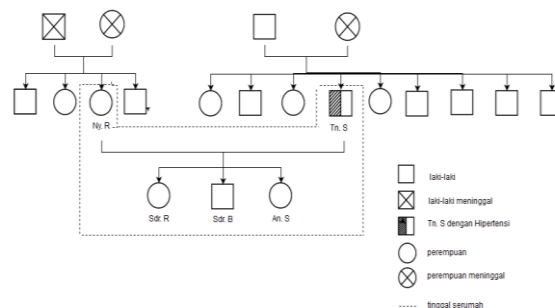 Ny. R
Tn. S
Sdr. R
Sdr. B
An. S
laki-laki
laki-laki meninggal
Tn. S dengan Hipertensi
perempuan
perempuan meninggal
tinggal serumah